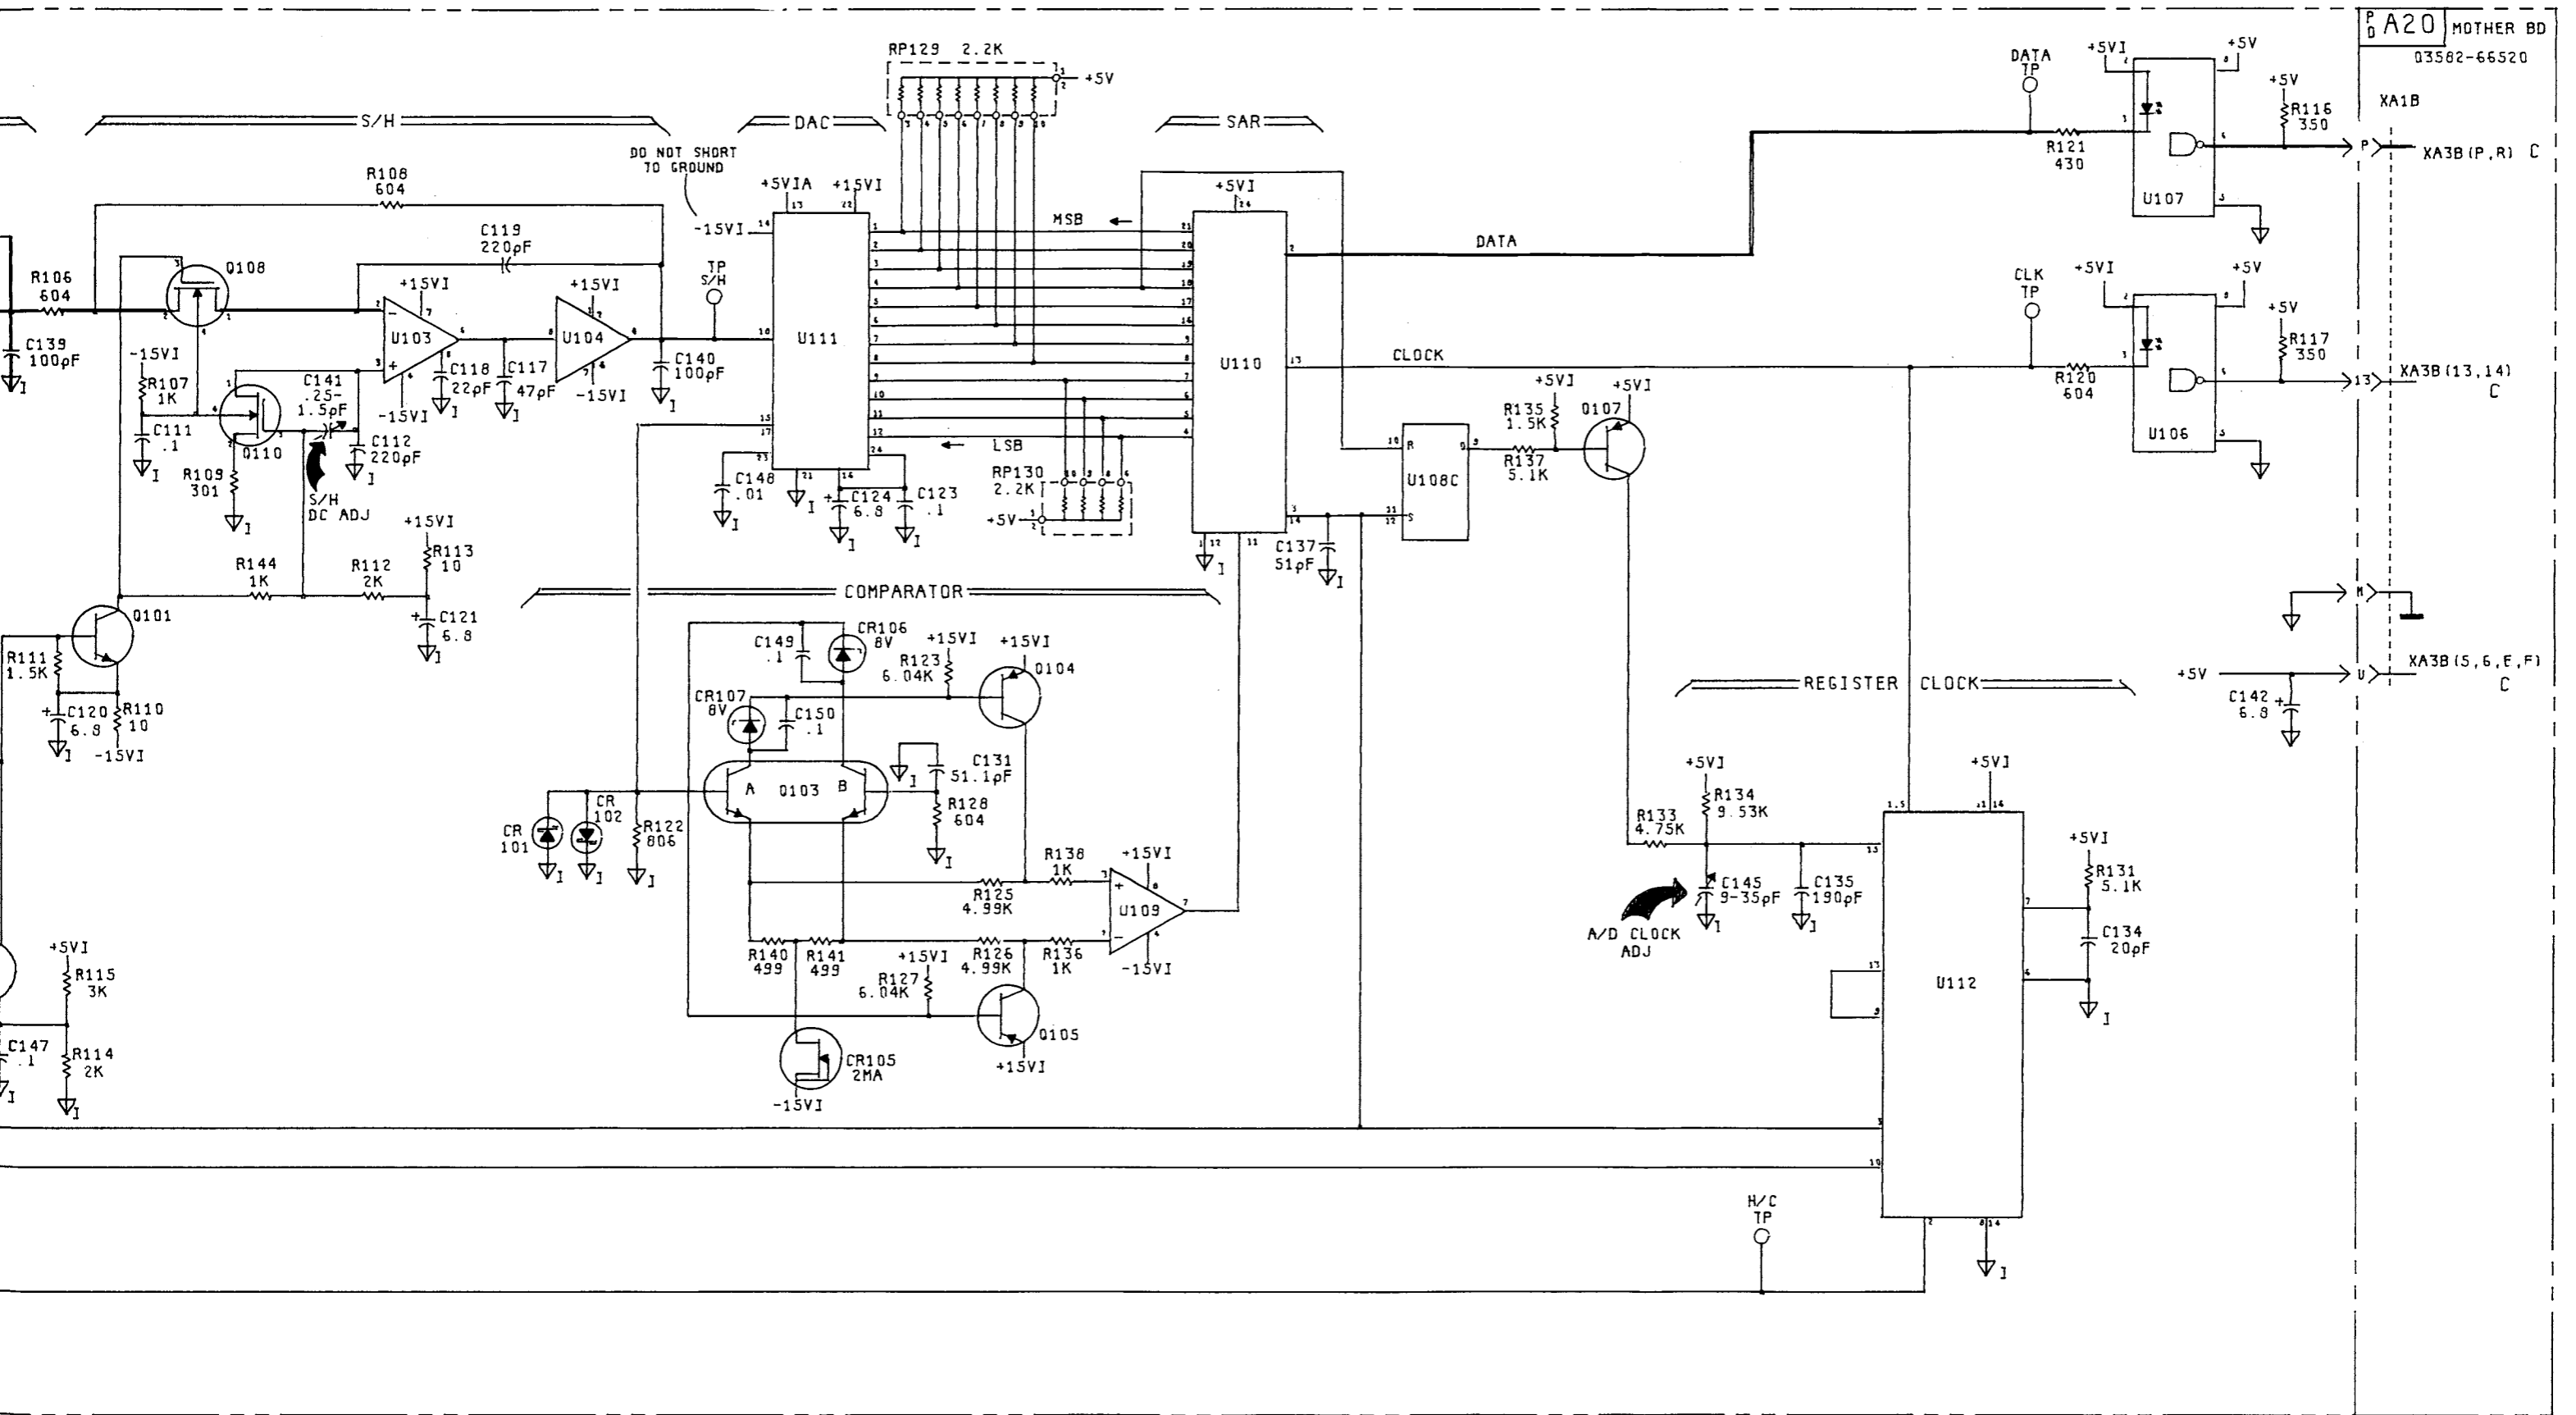 P
D A20 MOTHER BD
03582-66520
XA1B
S/H
DAC
SAR
COMPARATOR
REGISTER CLOCK
RP129 2.2K
+5V
DO NOT SHORT
TO GROUND
R108
604
C119
220pF
R106
604
C139
100pF
I
Q108
-15VI
R107
1K
C111
.1
I
Q110
R109
301
I
C141
.25-
1.5pF
S/H
DC ADJ
C112
220pF
I
+15VI
U103
-15VI
C118
22pF
I
C117
47pF
I
+15VI
U104
-15VI
C140
100pF
I
TP
S/H
-15VI
+5VIA
+15VI
U111
C148
.01
I
I
C124
6.8
I
C123
.1
I
MSB
LSB
RP130
2.2K
+5V
+5VI
U110
I
C137
51pF
I
DATA
CLOCK
DATA
TP
R121
430
+5VI
+5V
U107
+5V
R116
350
P
XA3B(P,R) C
CLK
TP
R120
604
+5VI
+5V
U106
+5V
R117
350
13
XA3B(13,14)
C
R
Q
S
U108C
+5VI
R135
1.5K
R137
5.1K
+5VI
Q107
M
+5V
U
XA3B(5,6,E,F)
C
C142
6.8
Q101
R111
1.5K
C120
6.8
I
R110
10
-15VI
R144
1K
R112
2K
+15VI
R113
10
C121
6.8
I
C149
.1
CR106
8V
+15VI
R123
6.04K
+15VI
Q104
CR107
8V
C150
.1
A Q103 B
I
C131
51.1pF
R128
604
I
CR
101
I
CR
102
I
R122
806
I
R125
4.99K
R138
1K
+15VI
U109
-15VI
R140
499
R141
499
R126
4.99K
R136
1K
+15VI
R127
6.04K
Q105
+15VI
CR105
2MA
-15VI
+5VI
R115
3K
R114
2K
I
C147
.1
I
R133
4.75K
+5VI
R134
9.53K
C145
9-35pF
I
C135
190pF
I
A/D CLOCK
ADJ
+5VI
U112
+5VI
R131
5.1K
C134
20pF
I
I
H/C
TP